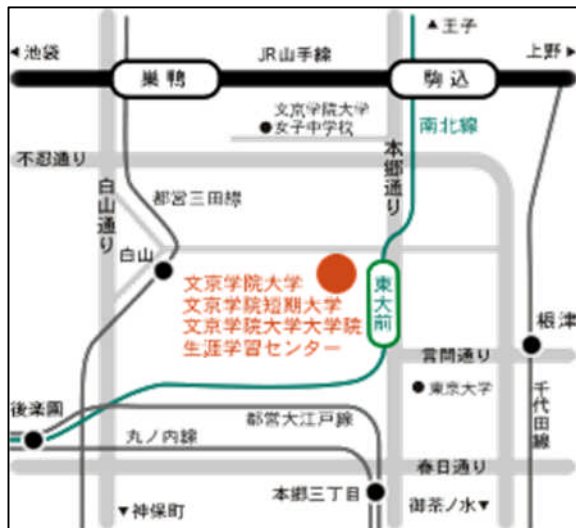 ▲王子
◀池袋
JR山手線
上野▶
巣鴨
駒込
文京学院大学
女子中学校
南北線
本郷通り
不忍通り
白山通り
都営三田線
白山
文京学院大学
文京学院短期大学
文京学院大学大学院
生涯学習センター
東大前
根津
言問通り
東京大学
千代田線
後楽園
都営大江戸線
丸ノ内線
春日通り
本郷三丁目
御茶ノ水▼
▼神保町